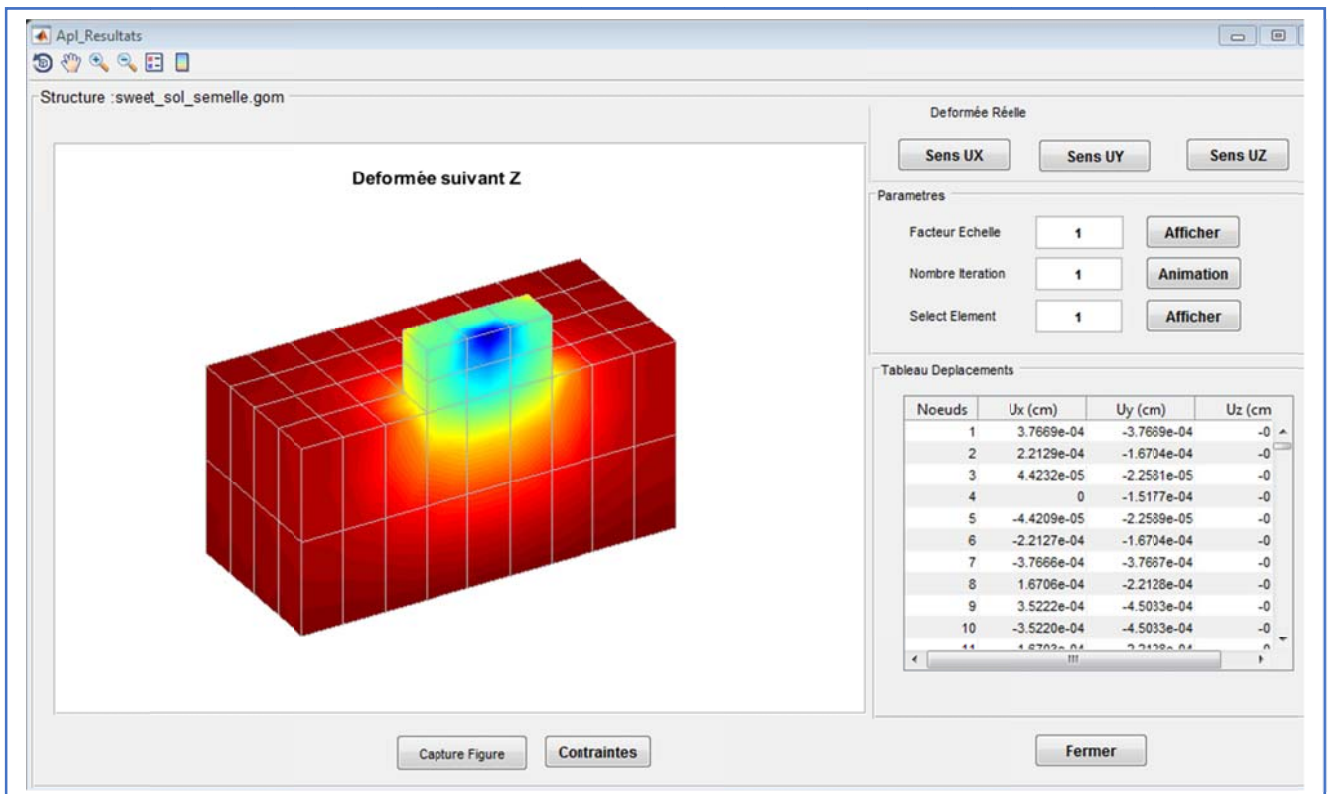 Apl_Resultats
Structure :sweet_sol_semelle.gom
Deformée suivant Z
Deformée Réelle
Sens UX
Sens UY
Sens UZ
Parametres
Facteur Echelle 1 Afficher
Nombre Iteration 1 Animation
Select Element 1 Afficher
Tableau Deplacements
Noeuds Ux (cm) Uy (cm) Uz (cm
1 3.7669e-04 -3.7669e-04 -0
2 2.2129e-04 -1.6704e-04 -0
3 4.4232e-05 -2.2581e-05 -0
4 0 -1.5177e-04 -0
5 -4.4209e-05 -2.2589e-05 -0
6 -2.2127e-04 -1.6704e-04 -0
7 -3.7666e-04 -3.7667e-04 -0
8 1.6706e-04 -2.2128e-04 -0
9 3.5222e-04 -4.5033e-04 -0
10 -3.5220e-04 -4.5033e-04 -0
Capture Figure
Contraintes
Fermer